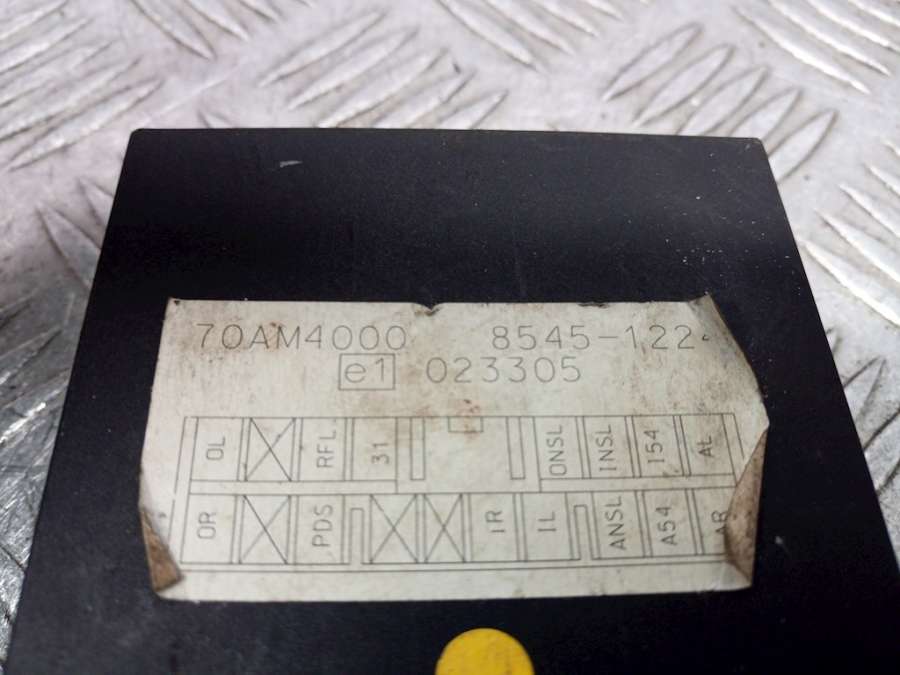 70AM4000 8545-122
e1 023305
OL RFL 31 ONSL INSL I54 AL
OR PDS IR IL ANSL A54 AR